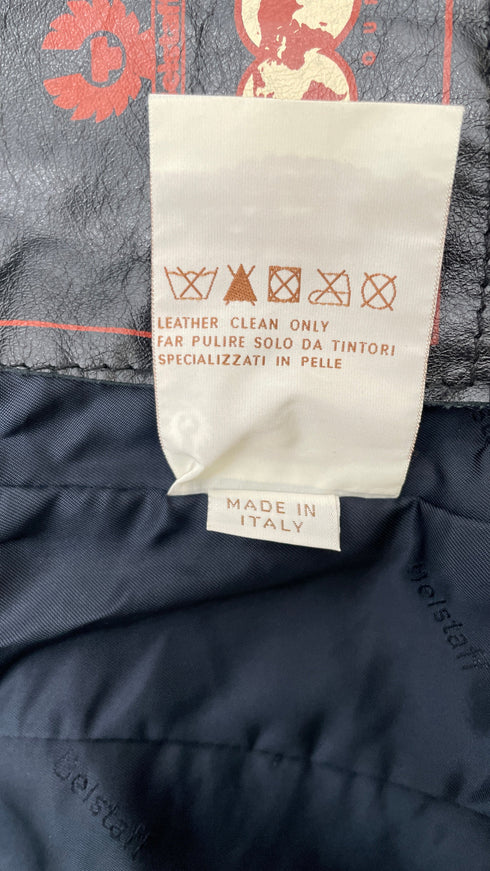 LEATHER CLEAN ONLY
FAR PULIRE SOLO DA TINTORI
SPECIALIZZATI IN PELLE
MADE IN
ITALY
Belstaff
Belstaff